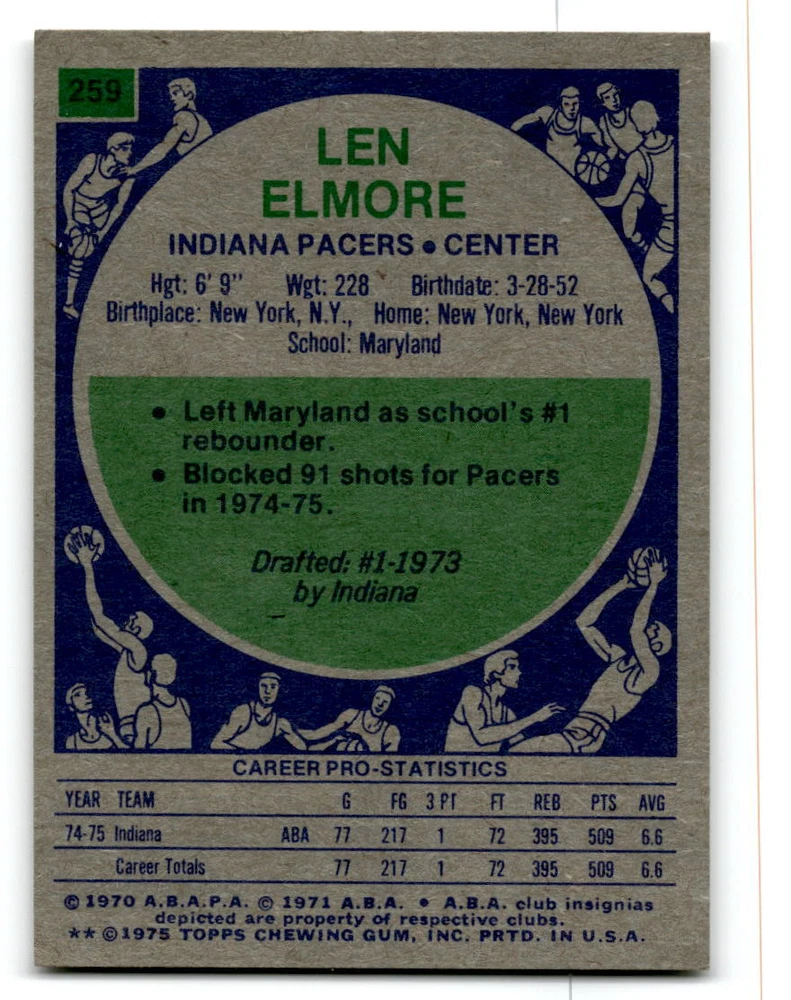 259
LEN
ELMORE
INDIANA PACERS • CENTER
Hgt: 6' 9" Wgt: 228 Birthdate: 3-28-52
Birthplace: New York, N.Y., Home: New York, New York
School: Maryland
• Left Maryland as school's #1
rebounder.
• Blocked 91 shots for Pacers
in 1974-75.
Drafted: #1-1973
by Indiana
CAREER PRO-STATISTICS
YEAR TEAM G FG 3 PT FT REB PTS AVG
74-75 Indiana ABA 77 217 1 72 395 509 6.6
Career Totals 77 217 1 72 395 509 6.6
© 1970 A.B.A.P.A. © 1971 A.B.A. • A.B.A. club insignias
depicted are property of respective clubs.
** ©1975 TOPPS CHEWING GUM, INC. PRTD. IN U.S.A.